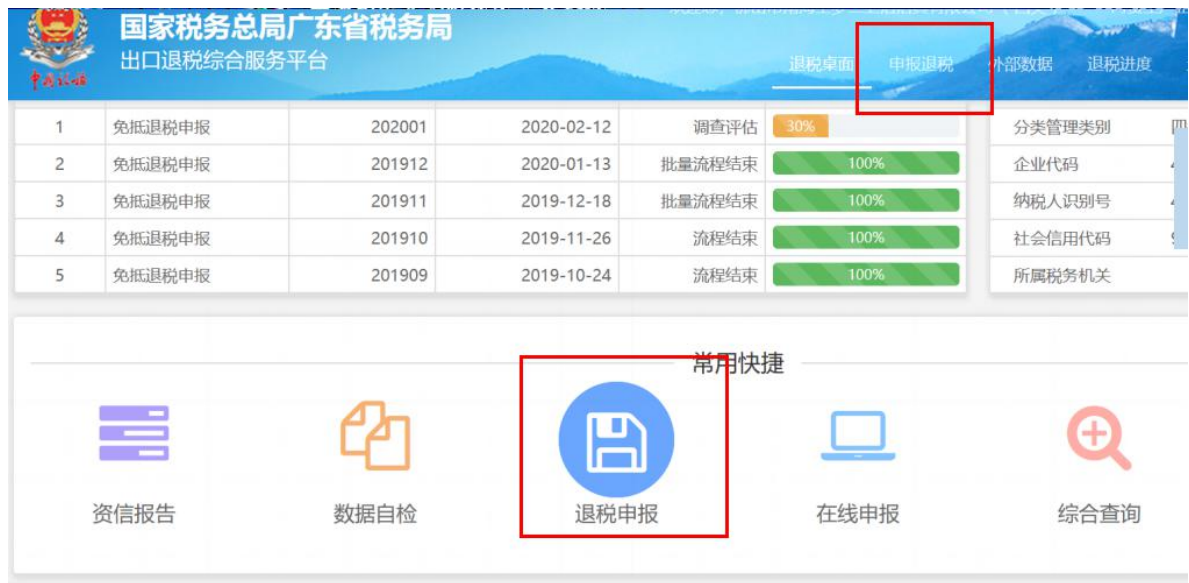 国家税务总局广东省税务局
出口退税综合服务平台
中国税务
退税桌面 申报退税 外部数据 退税进度
1 免抵退税申报 202001 2020-02-12 调查评估 30%
2 免抵退税申报 201912 2020-01-13 批量流程结束 100%
3 免抵退税申报 201911 2019-12-18 批量流程结束 100%
4 免抵退税申报 201910 2019-11-26 流程结束 100%
5 免抵退税申报 201909 2019-10-24 流程结束 100%
分类管理类别 四
企业代码
纳税人识别号
社会信用代码
所属税务机关
常用快捷
资信报告 数据自检 退税申报 在线申报 综合查询